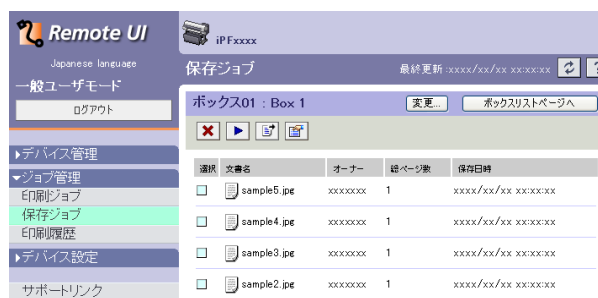 Remote UI
Japanese language
一般ユーザモード
ログアウト
▶デバイス管理
▼ジョブ管理
印刷ジョブ
保存ジョブ
印刷履歴
▶デバイス設定
サポートリンク
iPFxxxx
保存ジョブ 最終更新:xxxx/xx/xx xx:xx:xx
ボックス01 : Box 1 変更... ボックスリストページへ
選択 文書名 オーナー 総ページ数 保存日時
sample5.jpg xxxxxxx 1 xxxx/xx/xx xx:xx:xx
sample4.jpg xxxxxxx 1 xxxx/xx/xx xx:xx:xx
sample3.jpg xxxxxxx 1 xxxx/xx/xx xx:xx:xx
sample2.jpg xxxxxxx 1 xxxx/xx/xx xx:xx:xx